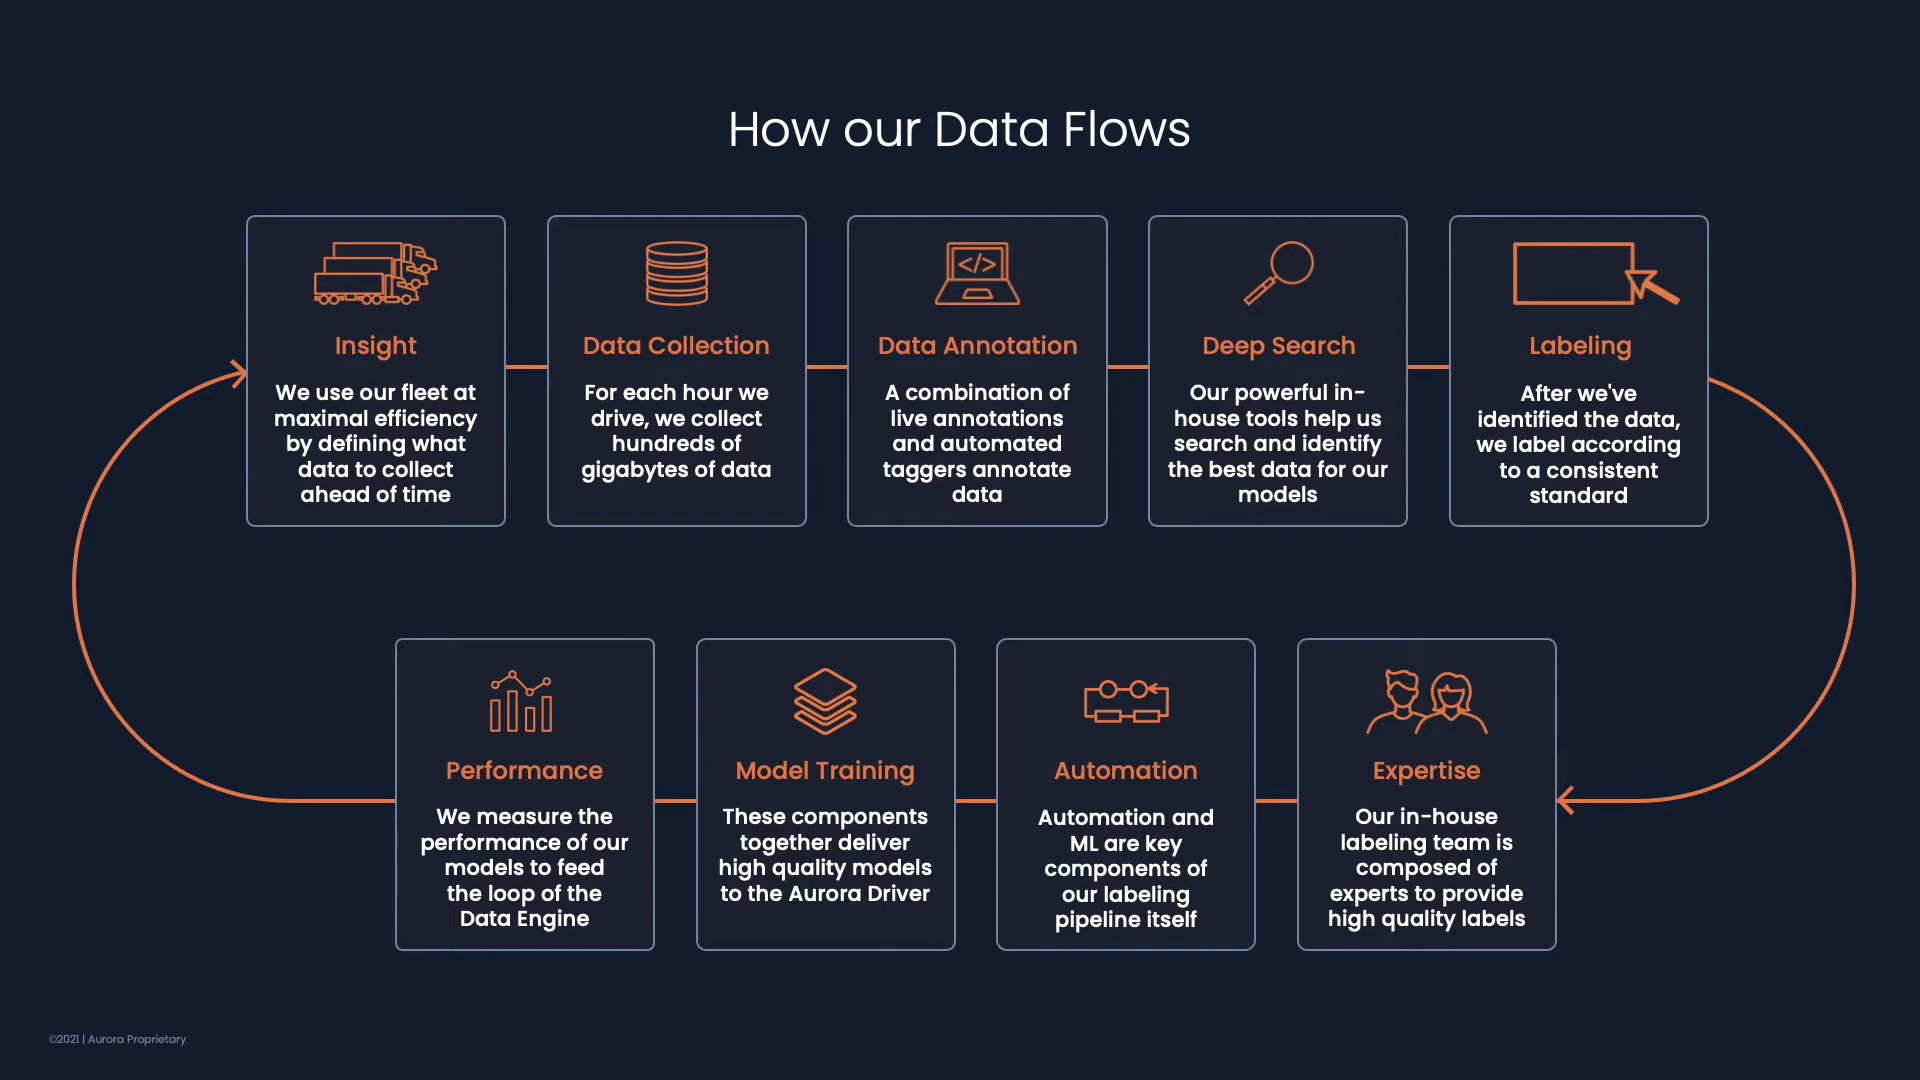 How our Data Flows
Insight
We use our fleet at
maximal efficiency
by defining what
data to collect
ahead of time
Data Collection
For each hour we
drive, we collect
hundreds of
gigabytes of data
</>
Data Annotation
A combination of
live annotations
and automated
taggers annotate
data
Deep Search
Our powerful in-
house tools help us
search and identify
the best data for our
models
Labeling
After we've
identified the data,
we label according
to a consistent
standard
Expertise
Our in-house
labeling team is
composed of
experts to provide
high quality labels
Automation
Automation and
ML are key
components of
our labeling
pipeline itself
Model Training
These components
together deliver
high quality models
to the Aurora Driver
Performance
We measure the
performance of our
models to feed
the loop of the
Data Engine
©2021 | Aurora Proprietary